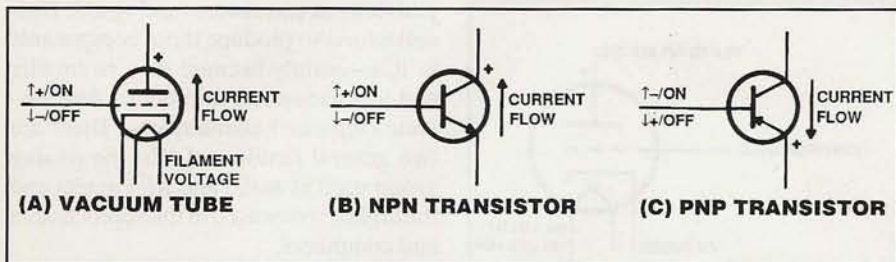 +
↑+/ON
↓−/OFF
CURRENT
FLOW
FILAMENT
VOLTAGE
(A) VACUUM TUBE
+
↑+/ON
↓−/OFF
CURRENT
FLOW
(B) NPN TRANSISTOR
↑−/ON
↓+/OFF
+
CURRENT
FLOW
(C) PNP TRANSISTOR